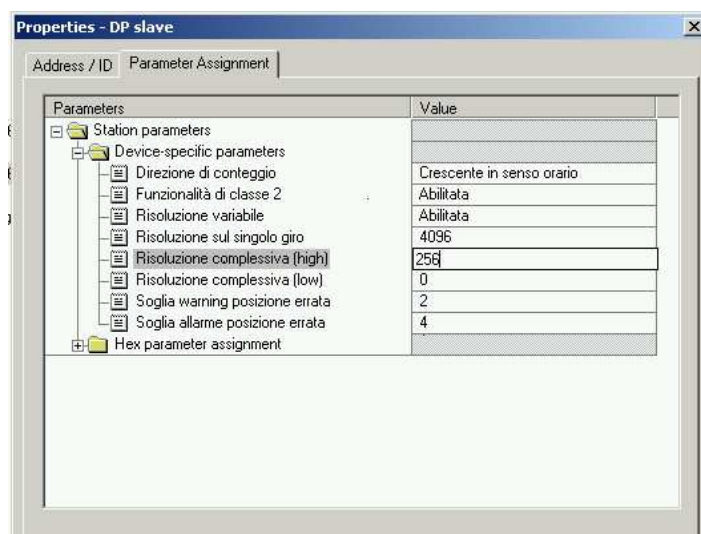 Properties - DP slave
Address / ID Parameter Assignment
Parameters Value
Station parameters
Device-specific parameters
Direzione di conteggio Crescente in senso orario
Funzionalità di classe 2 Abilitata
Risoluzione variabile Abilitata
Risoluzione sul singolo giro 4096
Risoluzione complessiva (high) 256
Risoluzione complessiva (low) 0
Soglia warning posizione errata 2
Soglia allarme posizione errata 4
Hex parameter assignment